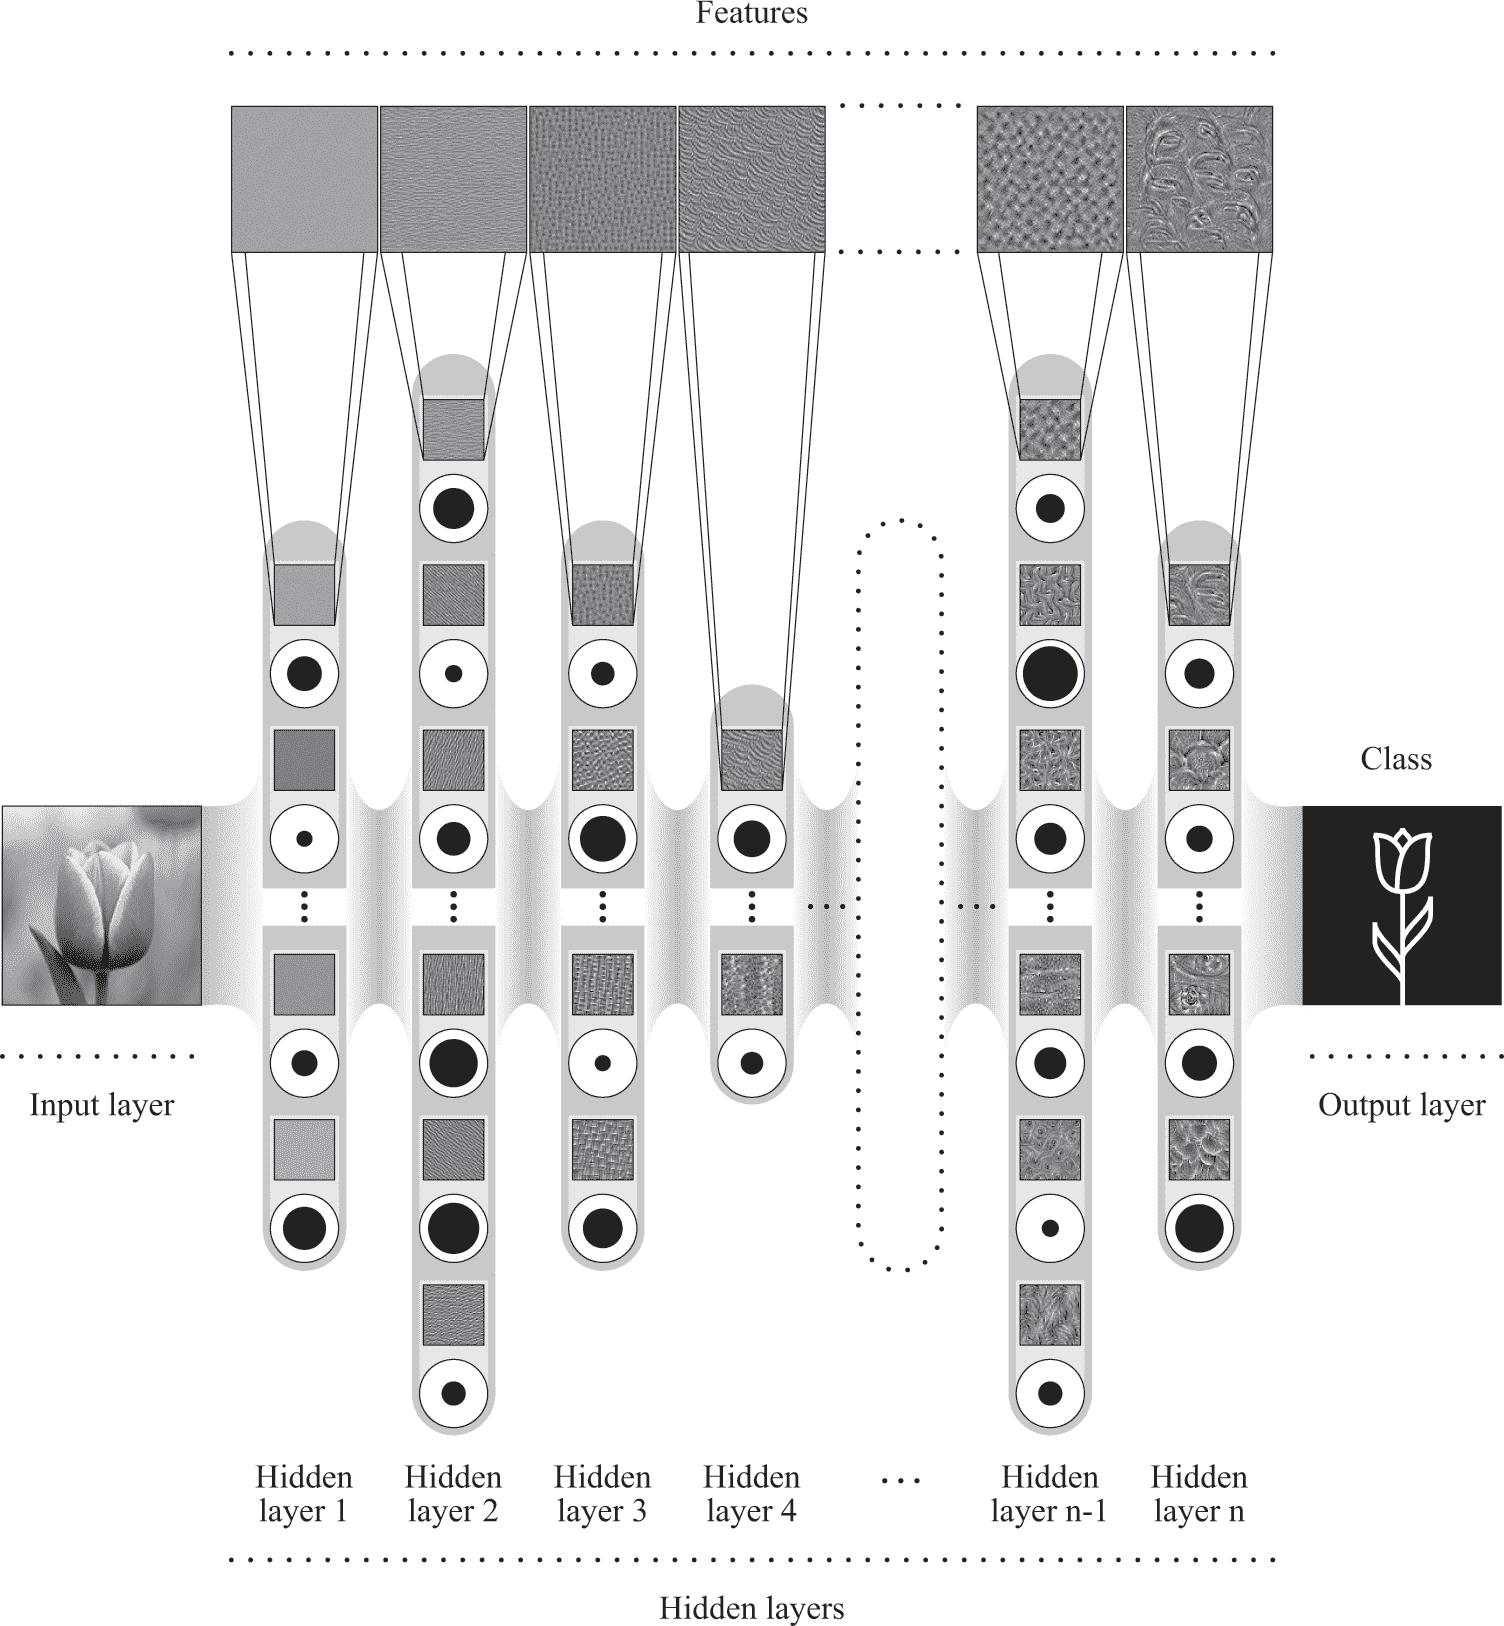 Features
Class
Input layer
Output layer
Hidden
layer 1
Hidden
layer 2
Hidden
layer 3
Hidden
layer 4
...
Hidden
layer n-1
Hidden
layer n
Hidden layers